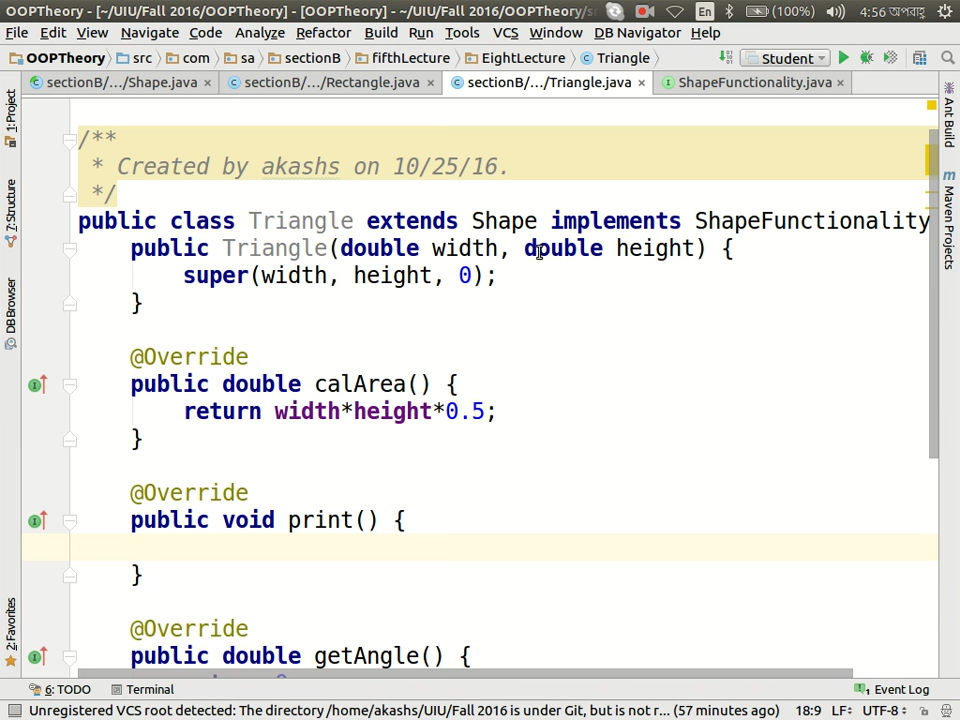 OOPTheory - [~/UIU/Fall 2016/OOPTheory] - [OOPTheory] - ~/UIU/Fall 2016/OOPTheory/s En (100%) 4:56 অপরাহ্ণ
File Edit View Navigate Code Analyze Refactor Build Run Tools VCS Window DB Navigator Help
OOPTheory src com sa sectionB fifthLecture EightLecture Triangle Student
sectionB/.../Shape.java sectionB/.../Rectangle.java sectionB/.../Triangle.java ShapeFunctionality.java
1: Project
7: Structure
DB Browser
2: Favorites
Ant Build
Maven Projects
/**
* Created by akashs on 10/25/16.
*/
public class Triangle extends Shape implements ShapeFunctionality
public Triangle(double width, double height) {
super(width, height, 0);
}
@Override
public double calArea() {
return width*height*0.5;
}
@Override
public void print() {
}
@Override
public double getAngle() {
6: TODO Terminal 1 Event Log
Unregistered VCS root detected: The directory /home/akashs/UIU/Fall 2016 is under Git, but is not r... (57 minutes ago) 18:9 LF UTF-8